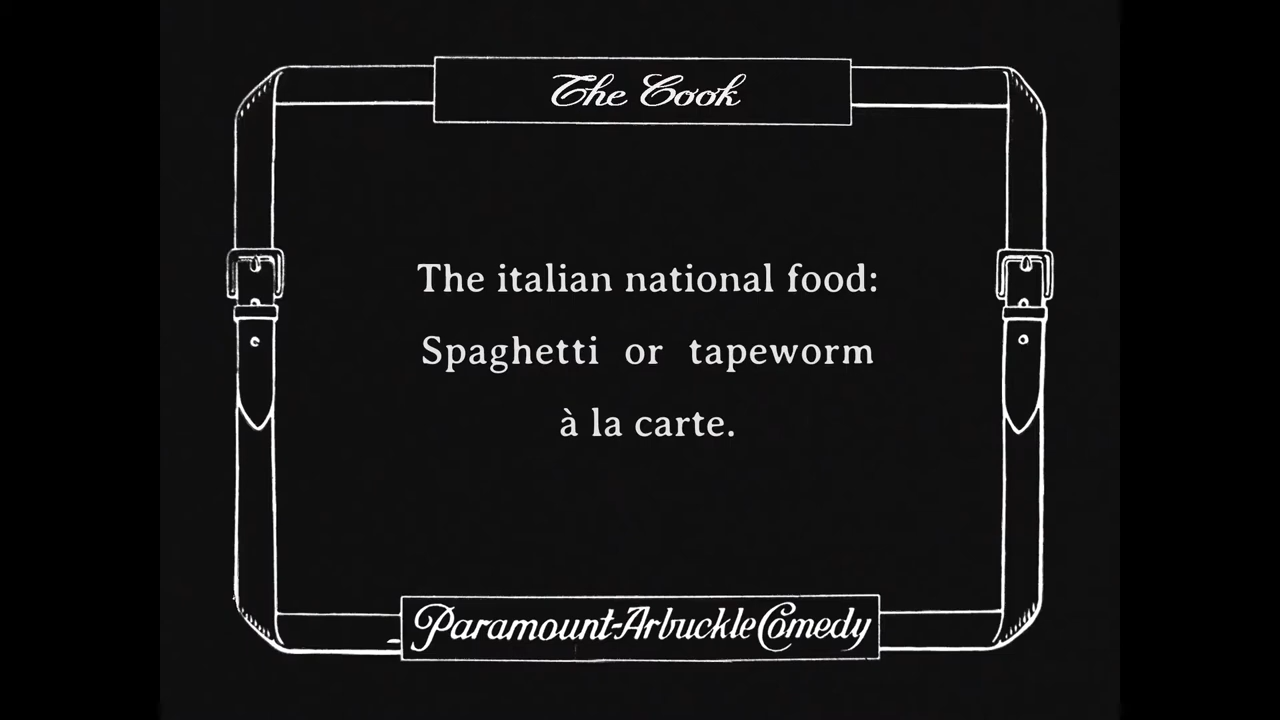 The Cook
The italian national food:
Spaghetti or tapeworm
à la carte.
Paramount-Arbuckle Comedy